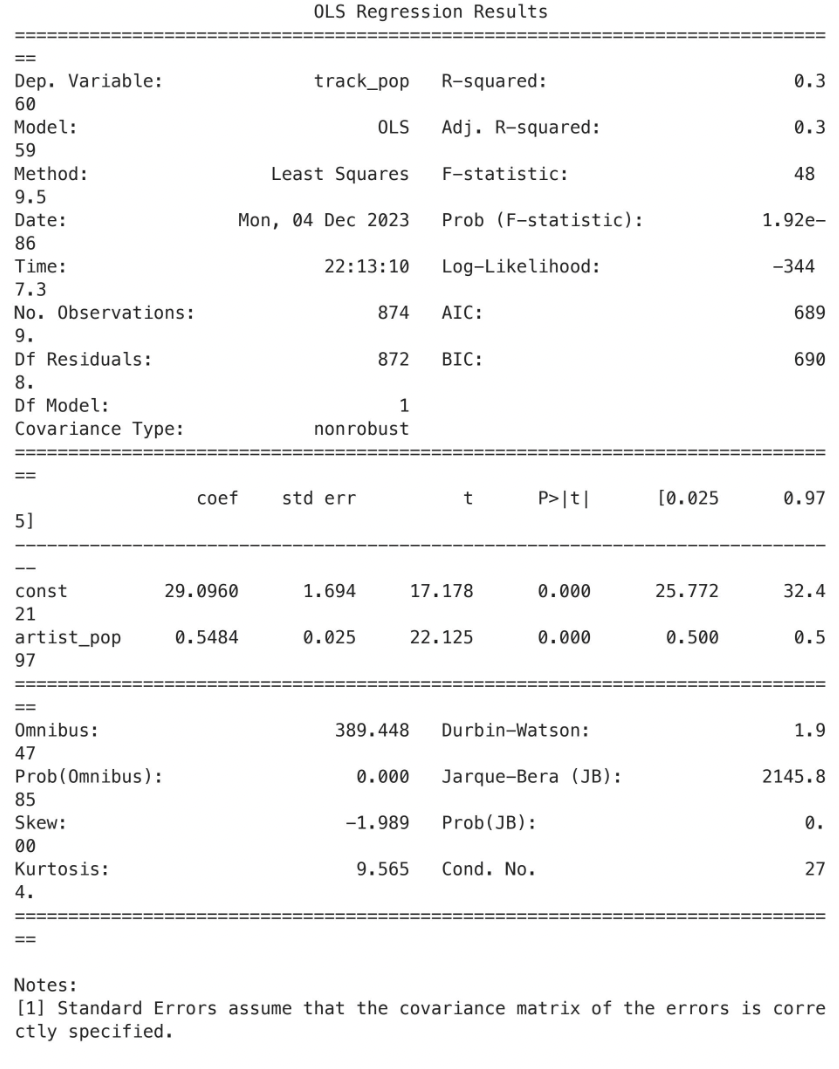 OLS Regression Results
==============================================================================
==
Dep. Variable: track_pop R-squared: 0.3
60
Model: OLS Adj. R-squared: 0.3
59
Method: Least Squares F-statistic: 48
9.5
Date: Mon, 04 Dec 2023 Prob (F-statistic): 1.92e-
86
Time: 22:13:10 Log-Likelihood: -344
7.3
No. Observations: 874 AIC: 689
9.
Df Residuals: 872 BIC: 690
8.
Df Model: 1
Covariance Type: nonrobust
==============================================================================
==
coef std err t P>|t| [0.025 0.97
5]
------------------------------------------------------------------------------
--
const 29.0960 1.694 17.178 0.000 25.772 32.4
21
artist_pop 0.5484 0.025 22.125 0.000 0.500 0.5
97
==============================================================================
==
Omnibus: 389.448 Durbin-Watson: 1.9
47
Prob(Omnibus): 0.000 Jarque-Bera (JB): 2145.8
85
Skew: -1.989 Prob(JB): 0.
00
Kurtosis: 9.565 Cond. No. 27
4.
==============================================================================
==
Notes:
[1] Standard Errors assume that the covariance matrix of the errors is corre
ctly specified.